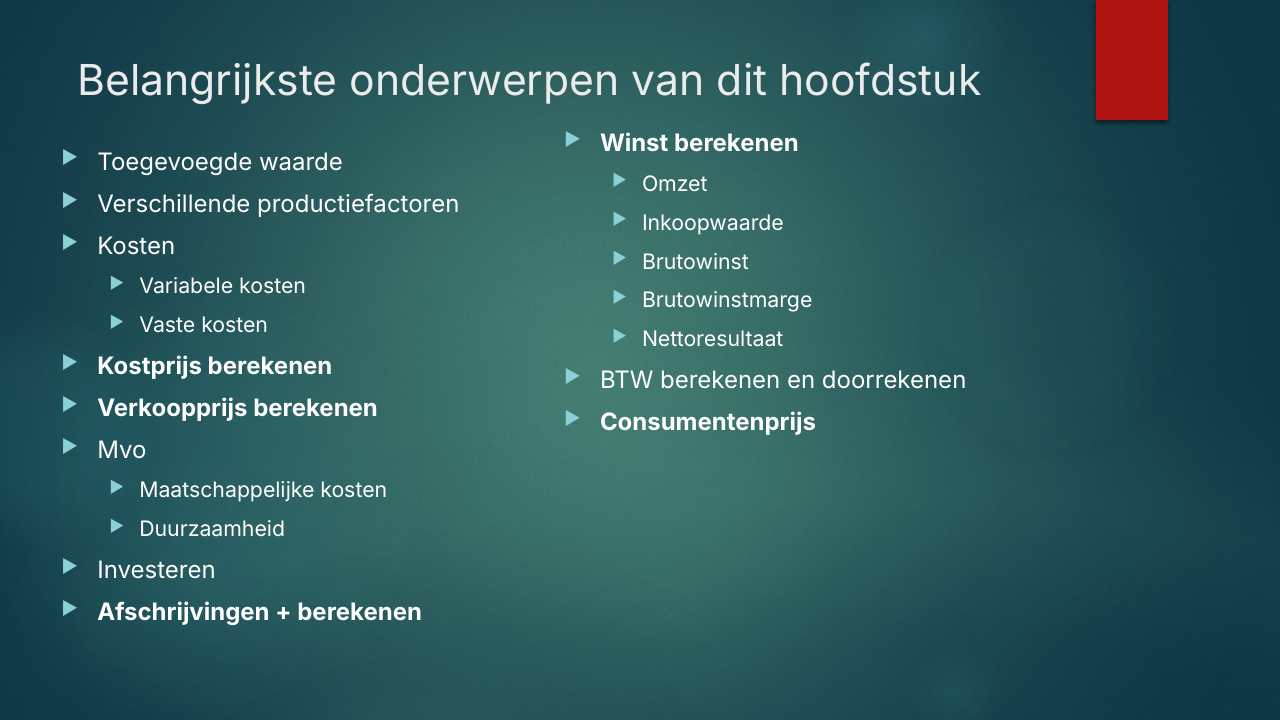 Belangrijkste onderwerpen van dit hoofdstuk
Toegevoegde waarde
Verschillende productiefactoren
Kosten
Variabele kosten
Vaste kosten
Kostprijs berekenen
Verkoopprijs berekenen
Mvo
Maatschappelijke kosten
Duurzaamheid
Investeren
Afschrijvingen + berekenen
Winst berekenen
Omzet
Inkoopwaarde
Brutowinst
Brutowinstmarge
Nettoresultaat
BTW berekenen en doorrekenen
Consumentenprijs